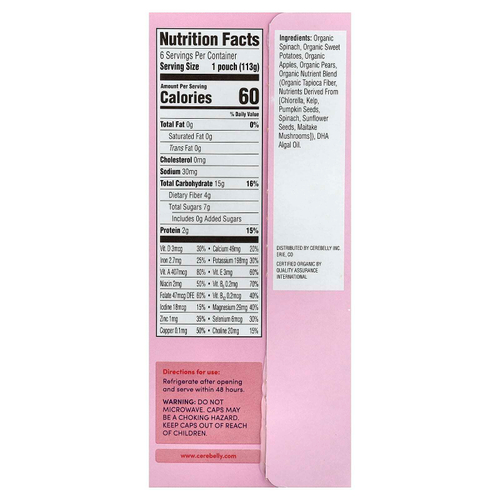 Nutrition Facts
6 Servings Per Container
Serving Size 1 pouch (113g)
Amount Per Serving
Calories 60
% Daily Value
Total Fat 0g 0%
Saturated Fat 0g
Trans Fat 0g
Cholesterol 0mg
Sodium 30mg
Total Carbohydrate 15g 16%
Dietary Fiber 4g
Total Sugars 7g
Includes 0g Added Sugars
Protein 2g 15%
Vit. D 3mcg 30% • Calcium 49mg 20%
Iron 2.7mg 25% • Potassium 198mg 30%
Vit. A 407mcg 80% • Vit. E 3mg 60%
Niacin 2mg 50% • Vit. B6 0.2mg 70%
Folate 47mcg DFE 60% • Vit. B12 0.2mcg 40%
Iodine 18mcg 15% • Magnesium 29mg 40%
Zinc 1mg 35% • Selenium 6mcg 30%
Copper 0.1mg 50% • Choline 20mg 15%
Directions for use:
Refrigerate after opening
and serve within 48 hours.
WARNING: DO NOT
MICROWAVE. CAPS MAY
BE A CHOKING HAZARD,
KEEP CAPS OUT OF REACH
OF CHILDREN.
www.cerebelly.com
Ingredients: Organic
Spinach, Organic Sweet
Potatoes, Organic
Apples, Organic Pears,
Organic Nutrient Blend
(Organic Tapioca Fiber,
Nutrients Derived From
[Chlorella, Kelp,
Pumpkin Seeds,
Spinach, Sunflower
Seeds, Maitake
Mushrooms]), DHA
Algal Oil.
DISTRIBUTED BY CEREBELLY INC.
ERIE, CO
CERTIFIED ORGANIC BY
QUALITY ASSURANCE
INTERNATIONAL